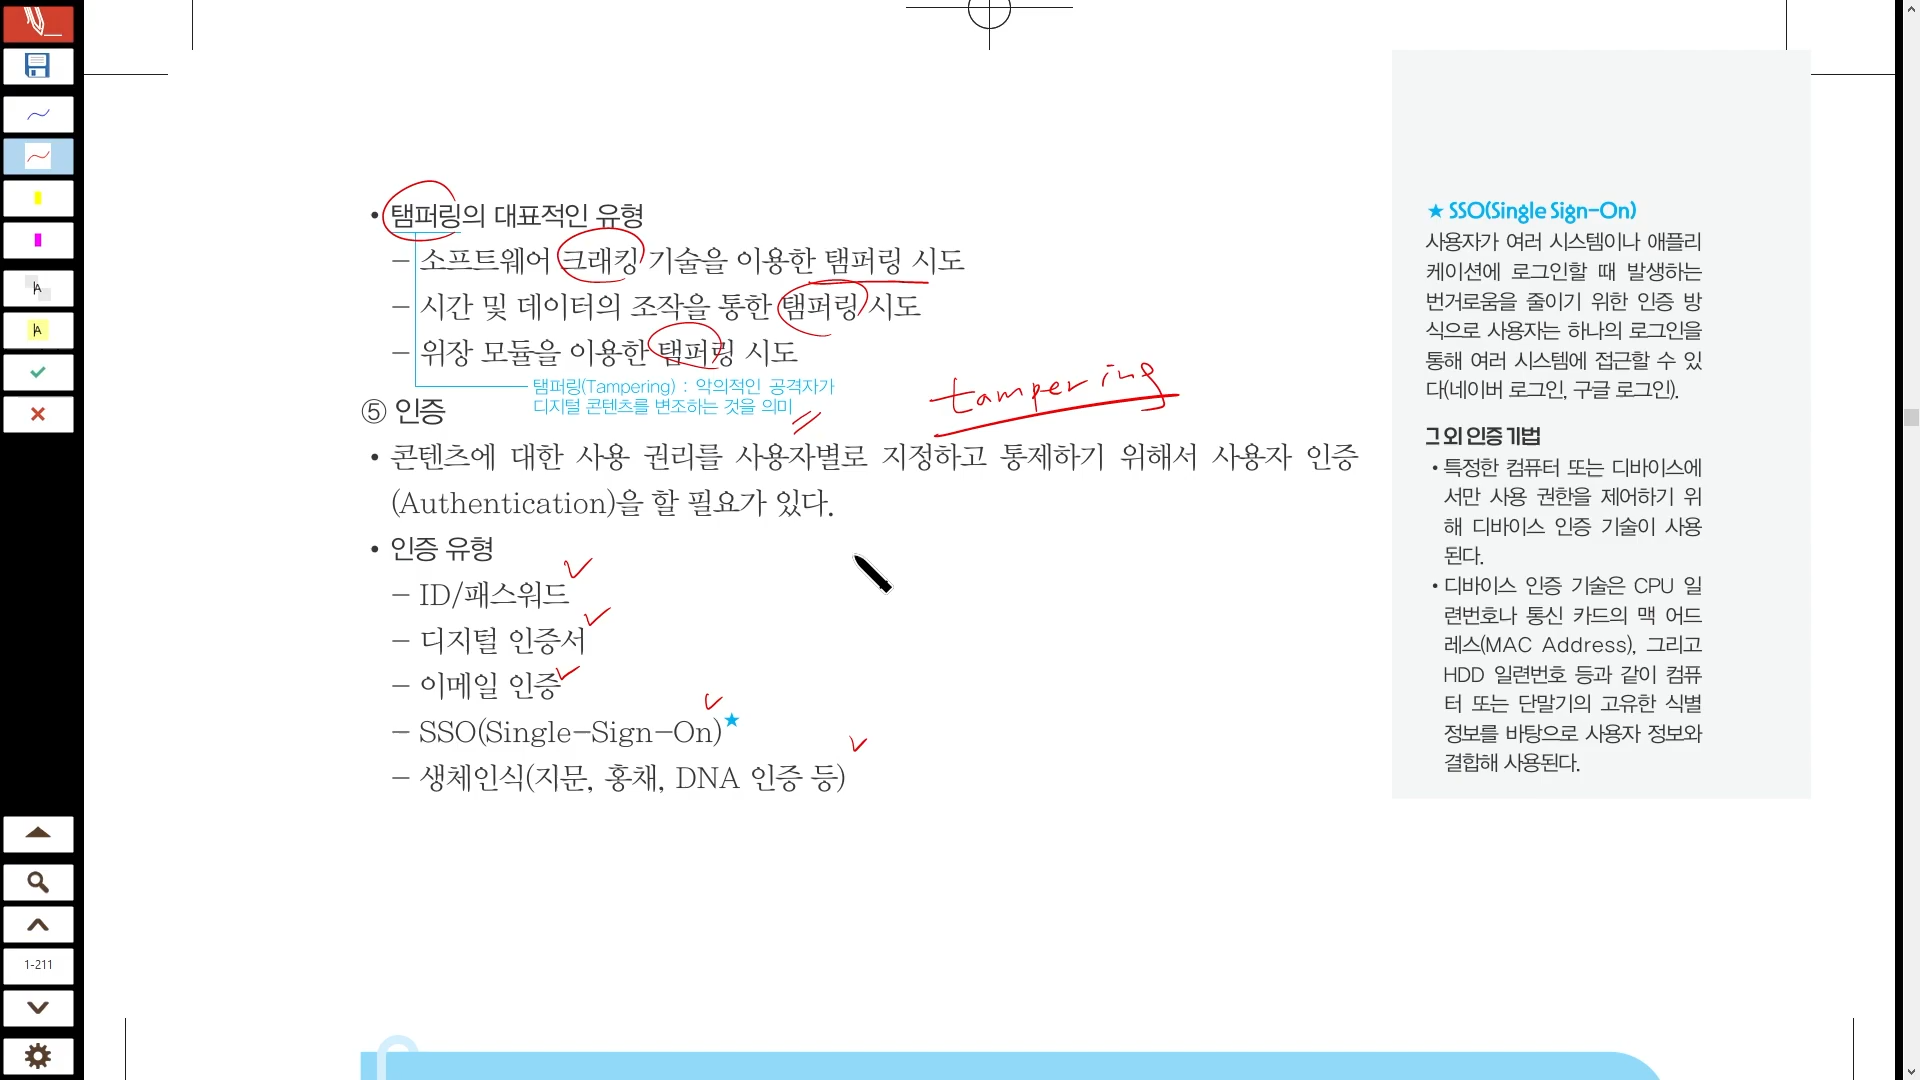 • 탬퍼링의 대표적인 유형
– 소프트웨어 크래킹 기술을 이용한 탬퍼링 시도
– 시간 및 데이터의 조작을 통한 탬퍼링 시도
– 위장 모듈을 이용한 탬퍼링 시도
탬퍼링(Tampering) : 악의적인 공격자가
디지털 콘텐츠를 변조하는 것을 의미
tampering
⑤ 인증
• 콘텐츠에 대한 사용 권리를 사용자별로 지정하고 통제하기 위해서 사용자 인증
(Authentication)을 할 필요가 있다.
• 인증 유형
– ID/패스워드
– 디지털 인증서
– 이메일 인증
– SSO(Single-Sign-On)★
– 생체인식(지문, 홍채, DNA 인증 등)
★ SSO(Single Sign-On)
사용자가 여러 시스템이나 애플리
케이션에 로그인할 때 발생하는
번거로움을 줄이기 위한 인증 방
식으로 사용자는 하나의 로그인을
통해 여러 시스템에 접근할 수 있
다(네이버 로그인, 구글 로그인).
그 외 인증 기법
• 특정한 컴퓨터 또는 디바이스에
서만 사용 권한을 제어하기 위
해 디바이스 인증 기술이 사용
된다.
• 디바이스 인증 기술은 CPU 일
련번호나 통신 카드의 맥 어드
레스(MAC Address), 그리고
HDD 일련번호 등과 같이 컴퓨
터 또는 단말기의 고유한 식별
정보를 바탕으로 사용자 정보와
결합해 사용된다.
A
A
1-211